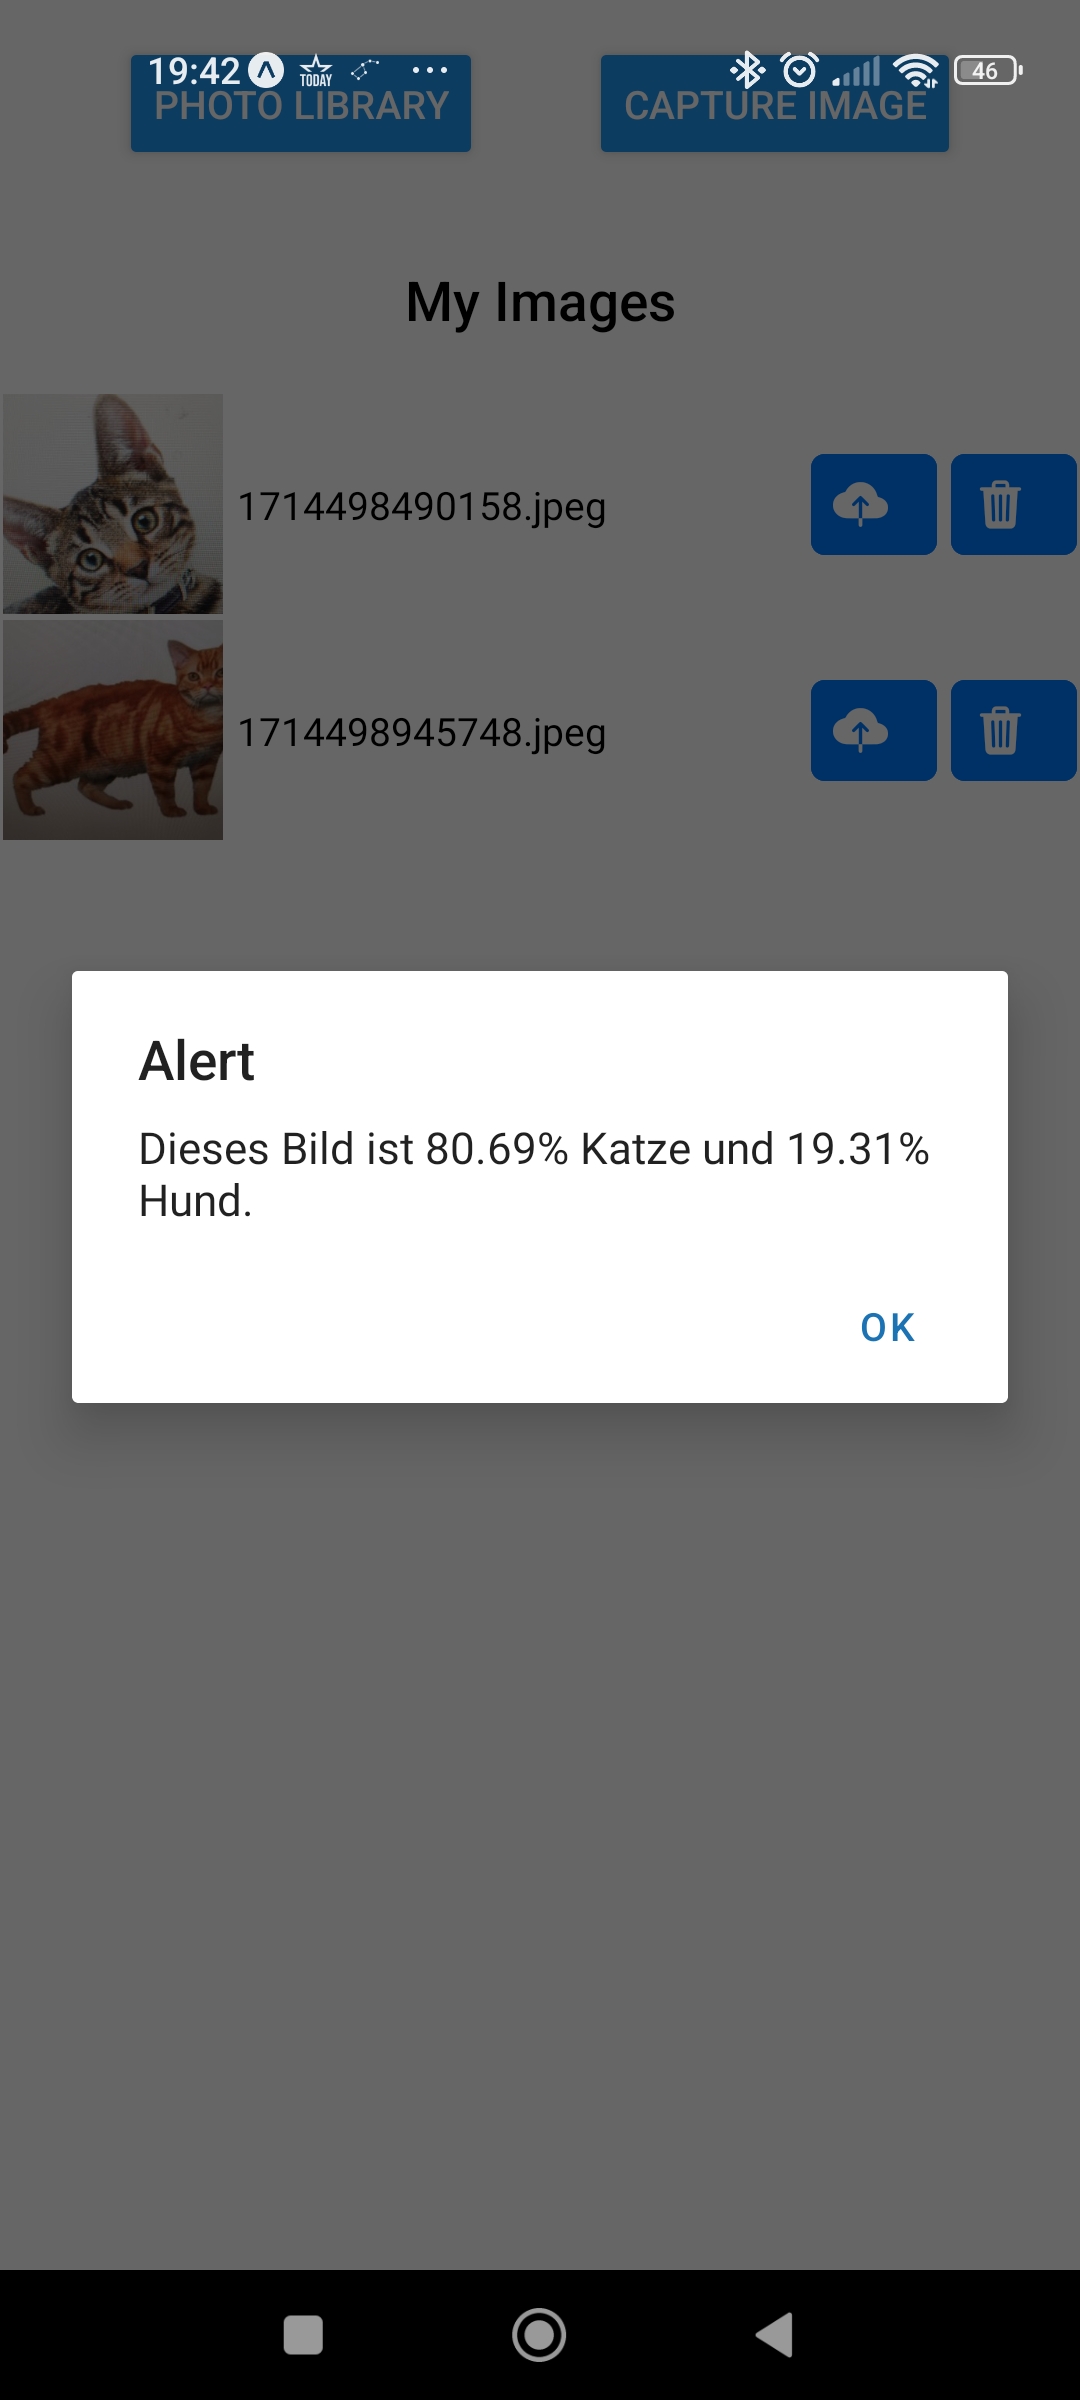 19:42
TODAY
46
PHOTO LIBRARY
CAPTURE IMAGE
My Images
1714498490158.jpeg
1714498945748.jpeg
Alert
Dieses Bild ist 80.69% Katze und 19.31%
Hund.
OK